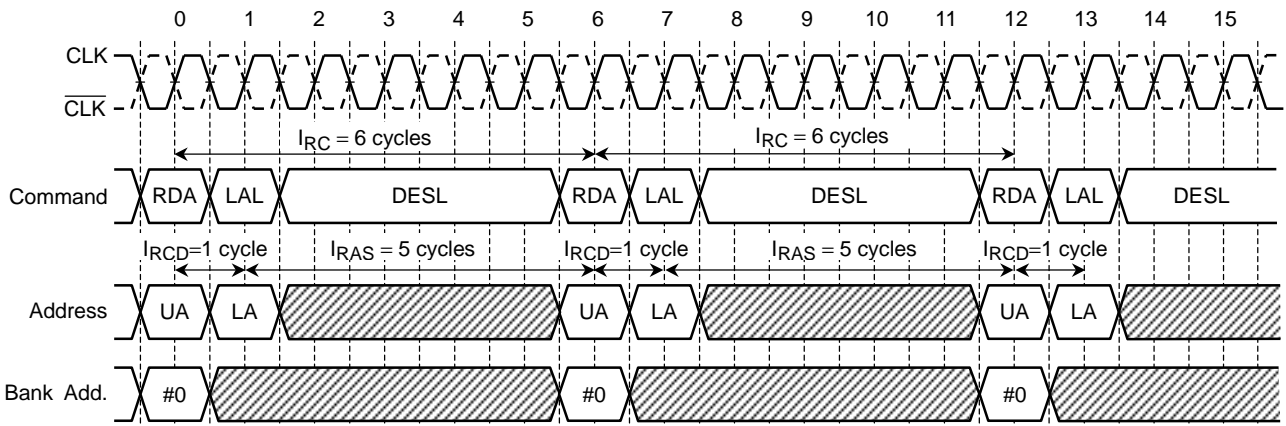 0 1 2 3 4 5 6 7 8 9 10 11 12 13 14 15
CLK
CLK
IRC = 6 cycles IRC = 6 cycles
Command RDA LAL DESL RDA LAL DESL RDA LAL DESL
IRCD=1 cycle IRAS = 5 cycles IRCD=1 cycle IRAS = 5 cycles IRCD=1 cycle
Address UA LA UA LA UA LA
Bank Add. #0 #0 #0